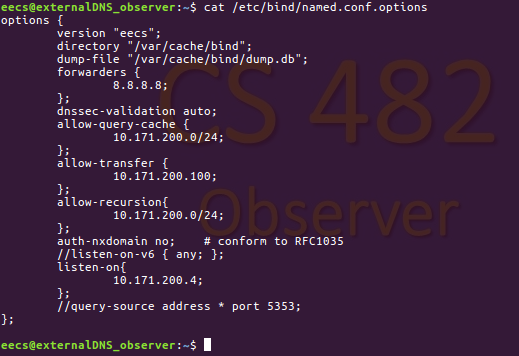 eecs@externalDNS_observer:~$ cat /etc/bind/named.conf.options
options {
        version "eecs";
        directory "/var/cache/bind";
        dump-file "/var/cache/bind/dump.db";
        forwarders {
                8.8.8.8;
        };
        dnssec-validation auto;
        allow-query-cache {
                10.171.200.0/24;
        };
        allow-transfer {
                10.171.200.100;
        };
        allow-recursion{
                10.171.200.0/24;
        };
        auth-nxdomain no;    # conform to RFC1035
        //listen-on-v6 { any; };
        listen-on{
                10.171.200.4;
        };
        //query-source address * port 5353;
};
eecs@externalDNS_observer:~$
CS 482
Observer